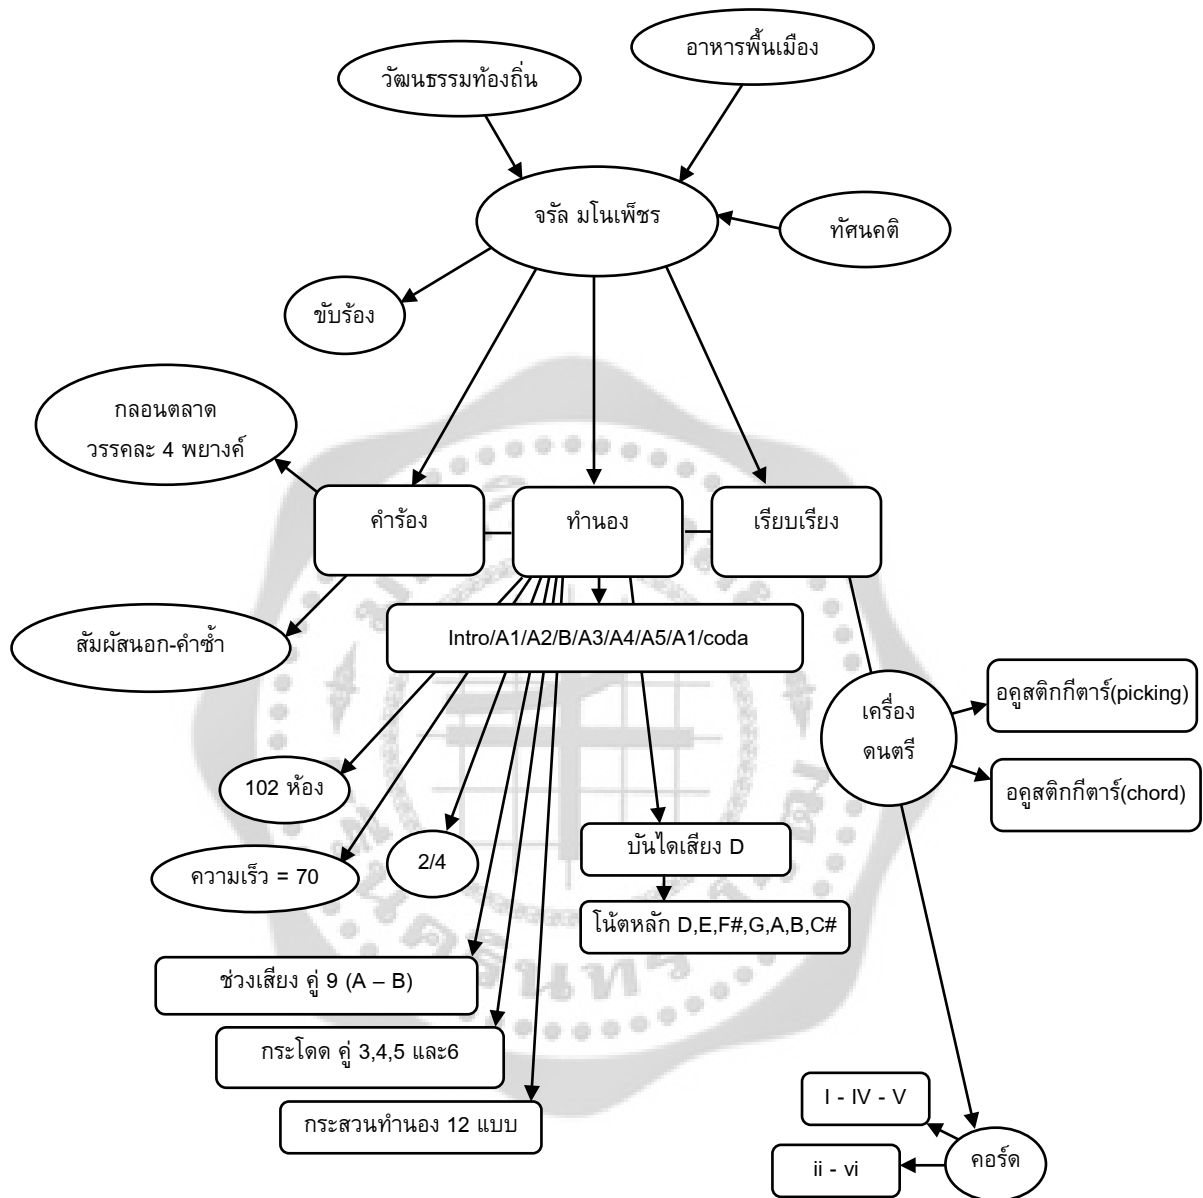 อาหารพื้นเมือง
วัฒนธรรมท้องถิ่น
จรัล มโนเพ็ชร
ทัศนคติ
ขับร้อง
กลอนตลาด
วรรคละ 4 พยางค์
คำร้อง
ทำนอง
เรียบเรียง
Intro/A1/A2/B/A3/A4/A5/A1/coda
สัมผัสนอก-คำซ้ำ
เครื่อง
ดนตรี
อคูสติกกีตาร์(picking)
อคูสติกกีตาร์(chord)
102 ห้อง
2/4
บันไดเสียง D
ความเร็ว = 70
โน้ตหลัก D,E,F#,G,A,B,C#
ช่วงเสียง คู่ 9 (A – B)
กระโดด คู่ 3,4,5 และ6
กระสวนทำนอง 12 แบบ
I - IV - V
ii - vi
คอร์ด